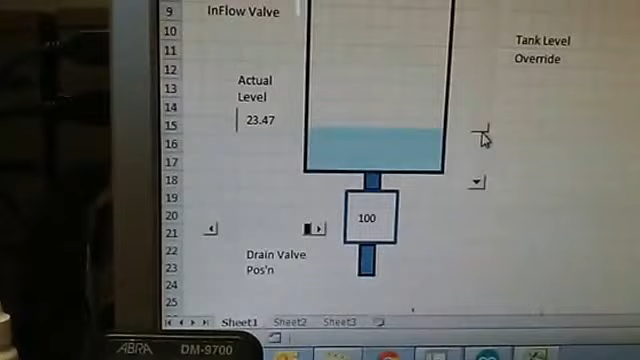 9
InFlow Valve
10
Tank Level
11
Override
12
Actual
13
Level
14
15
23.47
16
17
18
19
20
100
21
22
Drain Valve
23
Pos'n
24
25
Sheet1 Sheet2 Sheet3
ABRA DM-9700